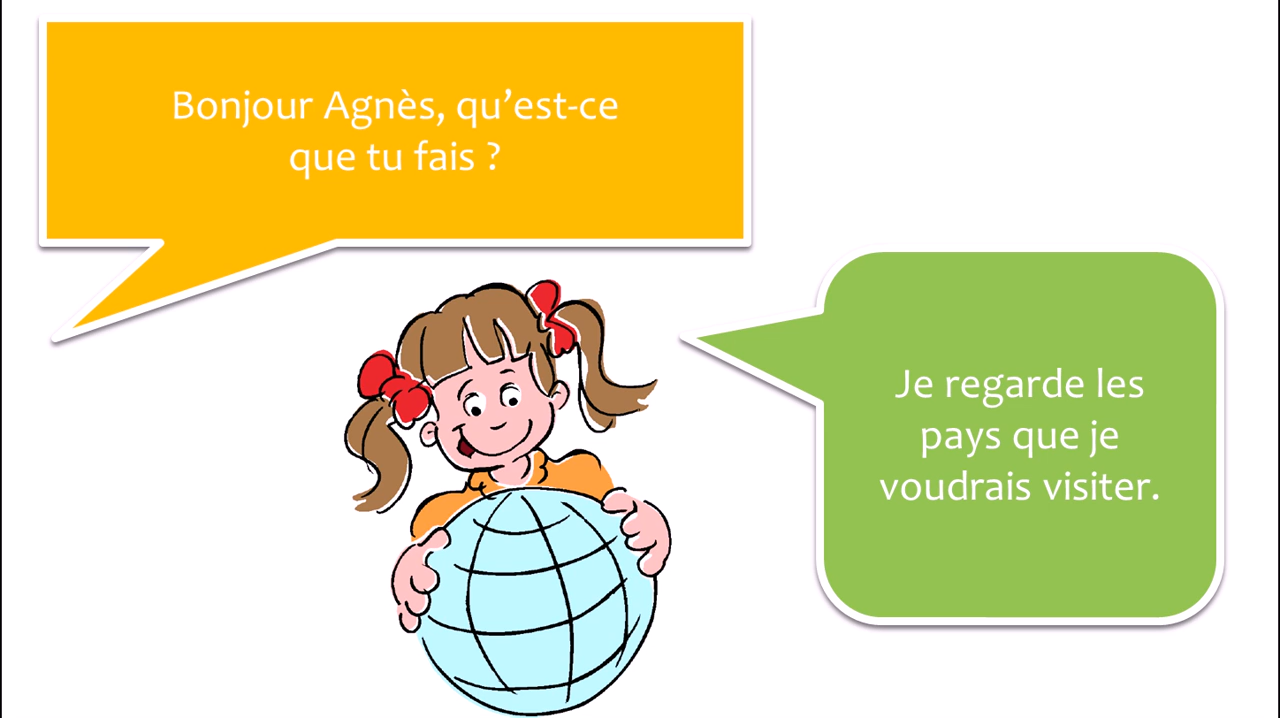 Bonjour Agnès, qu’est-ce
que tu fais ?
Je regarde les
pays que je
voudrais visiter.